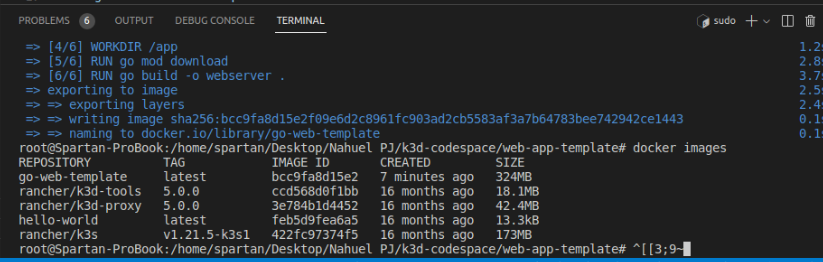 PROBLEMS 6 OUTPUT DEBUG CONSOLE TERMINAL sudo
=> [4/6] WORKDIR /app 1.2s
=> [5/6] RUN go mod download 2.8s
=> [6/6] RUN go build -o webserver . 3.7s
=> exporting to image 2.5s
=> => exporting layers 2.4s
=> => writing image sha256:bcc9fa8d15e2f09e6d2c8961fc903ad2cb5583af3a7b64783bee742942ce1443 0.1s
=> => naming to docker.io/library/go-web-template 0.1s
root@Spartan-ProBook:/home/spartan/Desktop/Nahuel PJ/k3d-codespace/web-app-template# docker images
REPOSITORY TAG IMAGE ID CREATED SIZE
go-web-template latest bcc9fa8d15e2 7 minutes ago 324MB
rancher/k3d-tools 5.0.0 ccd568d0f1bb 16 months ago 18.1MB
rancher/k3d-proxy 5.0.0 3e784b1d4452 16 months ago 42.4MB
hello-world latest feb5d9fea6a5 16 months ago 13.3kB
rancher/k3s v1.21.5-k3s1 422fc97374f5 16 months ago 173MB
root@Spartan-ProBook:/home/spartan/Desktop/Nahuel PJ/k3d-codespace/web-app-template# ^[[3;9~